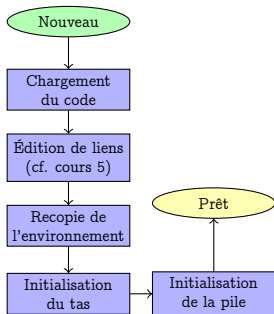 Nouveau
Chargement
du code
Édition de liens
(cf. cours 5)
Recopie de
l'environnement
Initialisation
du tas
Initialisation
de la pile
Prêt